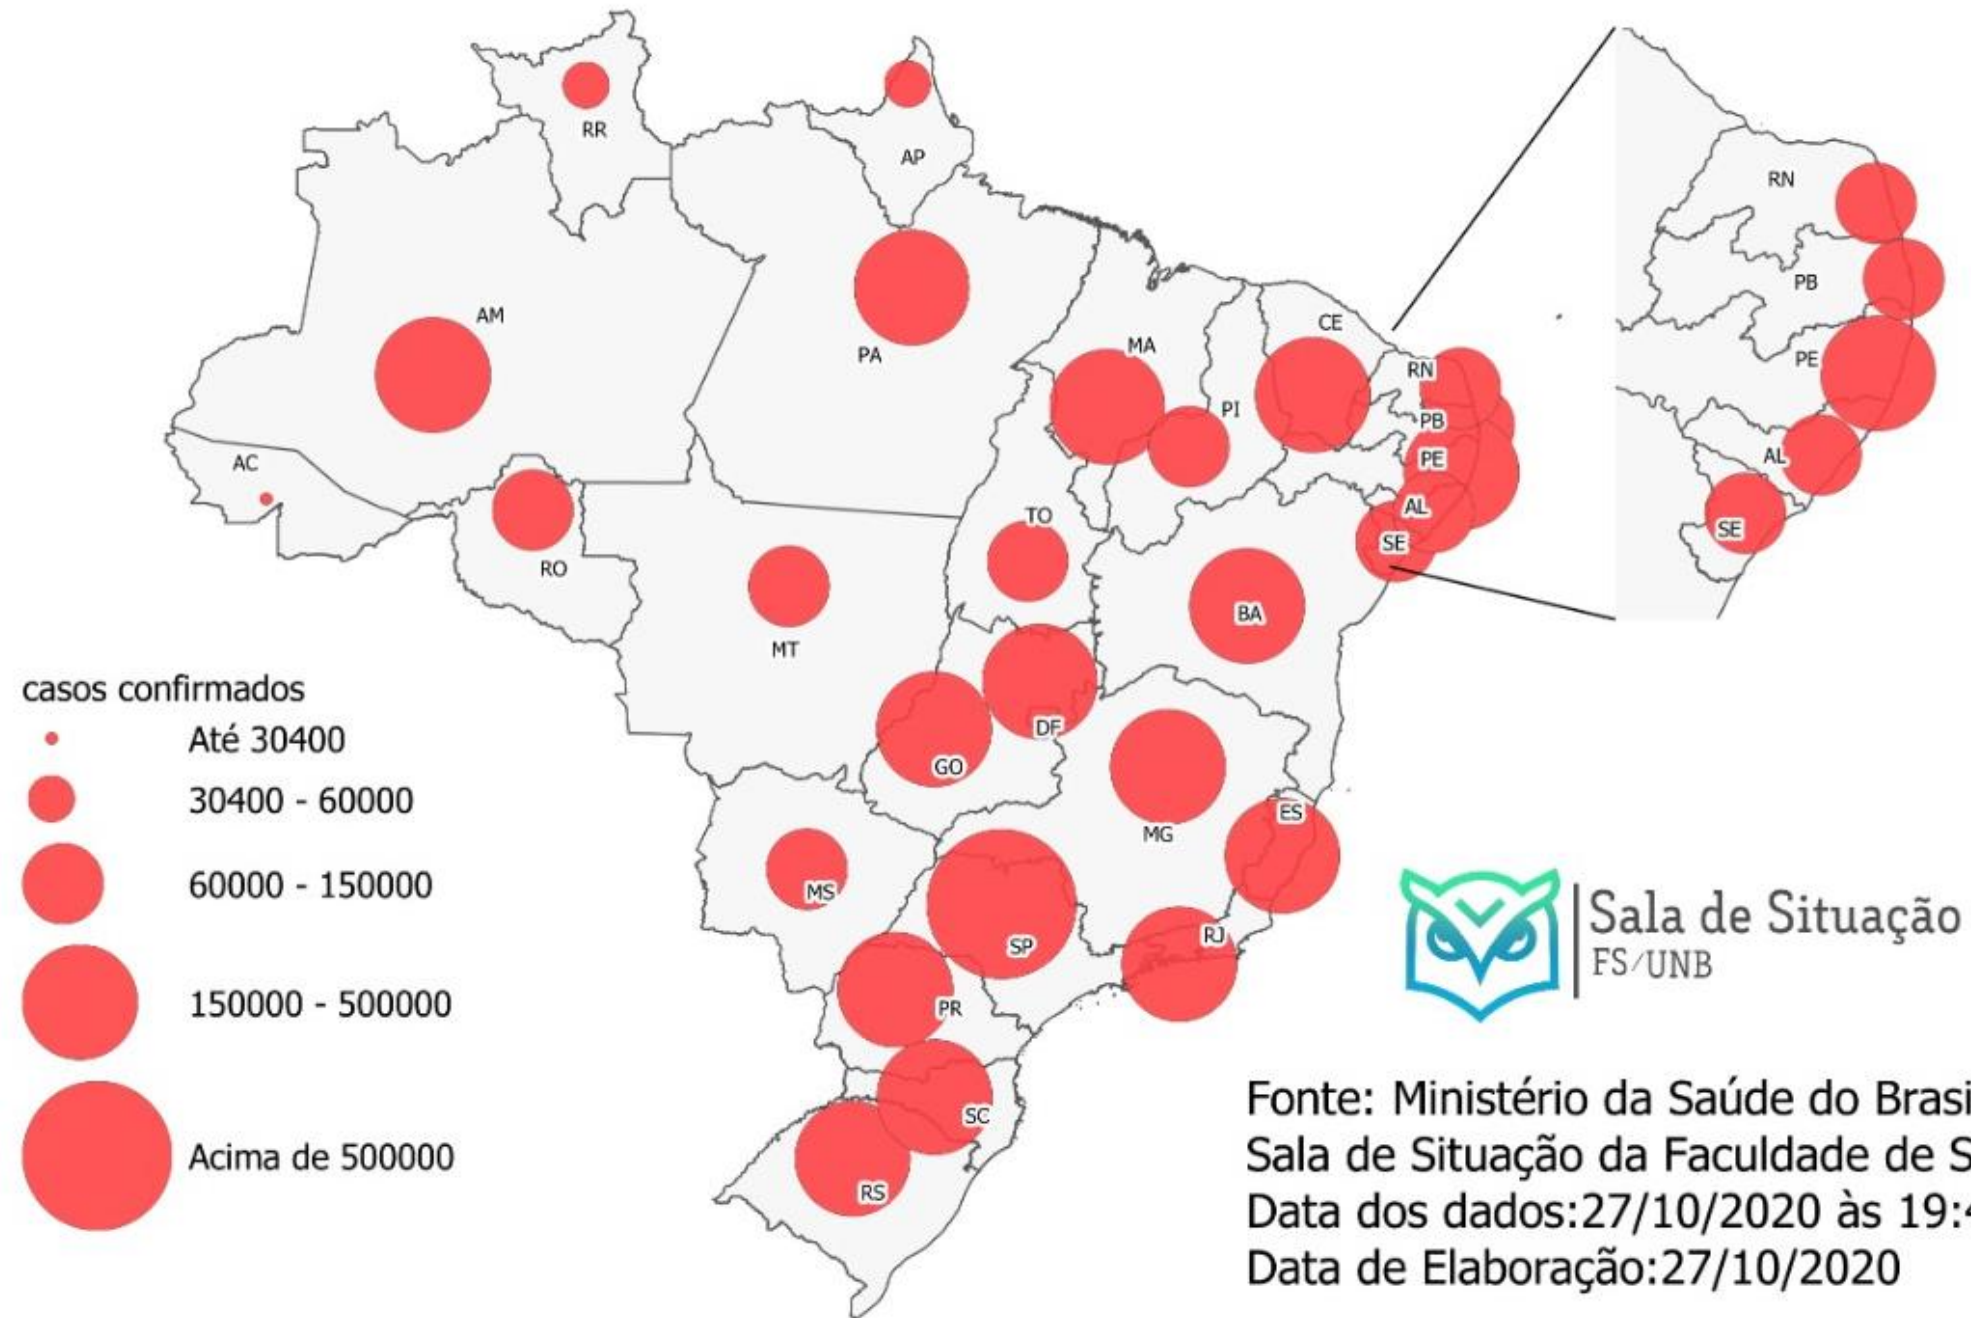 RR
AP
AM
PA
MA
CE
PI
RN
PB
PE
AL
SE
AC
RO
TO
MT
BA
DF
GO
MG
ES
MS
SP
RJ
PR
SC
RS
RN
PB
PE
AL
SE
casos confirmados
Até 30400
30400 - 60000
60000 - 150000
150000 - 500000
Acima de 500000
Sala de Situação
FS/UNB
Fonte: Ministério da Saúde do Brasi
Sala de Situação da Faculdade de S
Data dos dados:27/10/2020 às 19:4
Data de Elaboração:27/10/2020